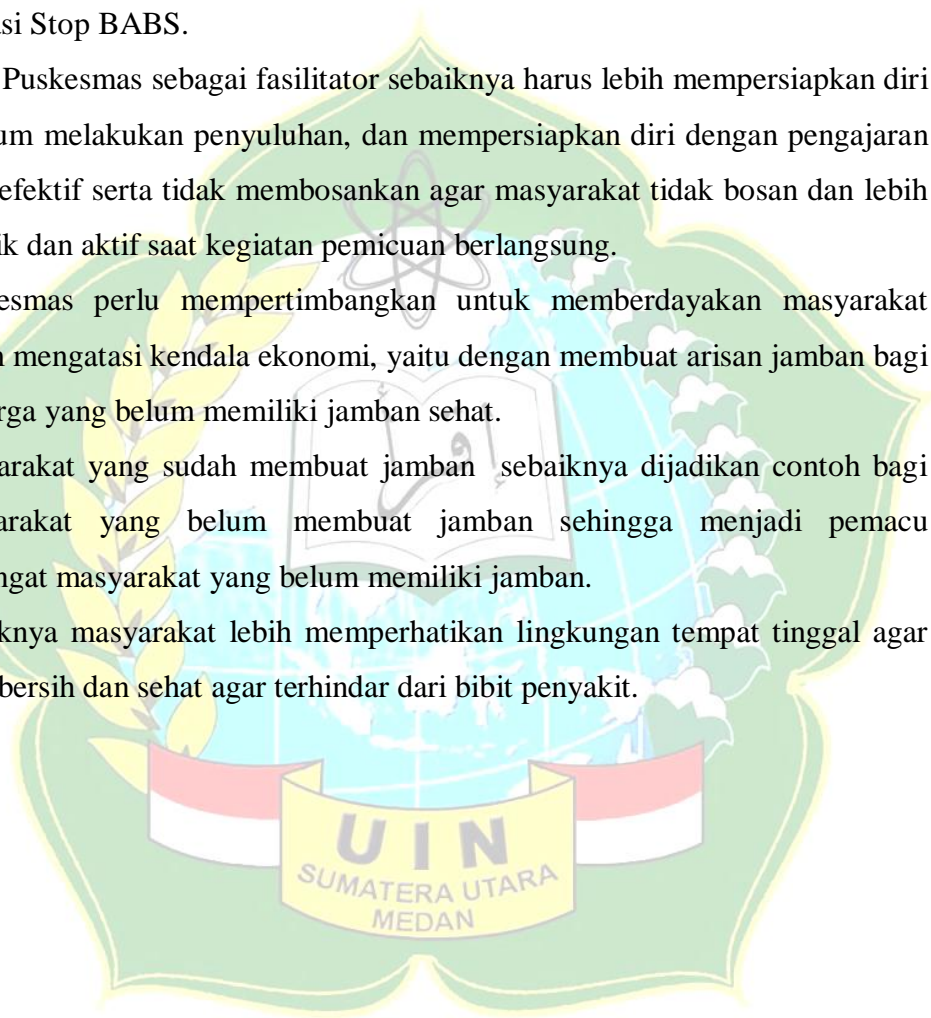 si Stop BABS.
Puskesmas sebagai fasilitator sebaiknya harus lebih mempersiapkan diri
um melakukan penyuluhan, dan mempersiapkan diri dengan pengajaran
efektif serta tidak membosankan agar masyarakat tidak bosan dan lebih
ik dan aktif saat kegiatan pemicuan berlangsung.
esmas perlu mempertimbangkan untuk memberdayakan masyarakat
mengatasi kendala ekonomi, yaitu dengan membuat arisan jamban bagi
rga yang belum memiliki jamban sehat.
arakat yang sudah membuat jamban sebaiknya dijadikan contoh bagi
arakat yang belum membuat jamban sehingga menjadi pemacu
ngat masyarakat yang belum memiliki jamban.
knya masyarakat lebih memperhatikan lingkungan tempat tinggal agar
bersih dan sehat agar terhindar dari bibit penyakit.
UIN
SUMATERA UTARA
MEDAN